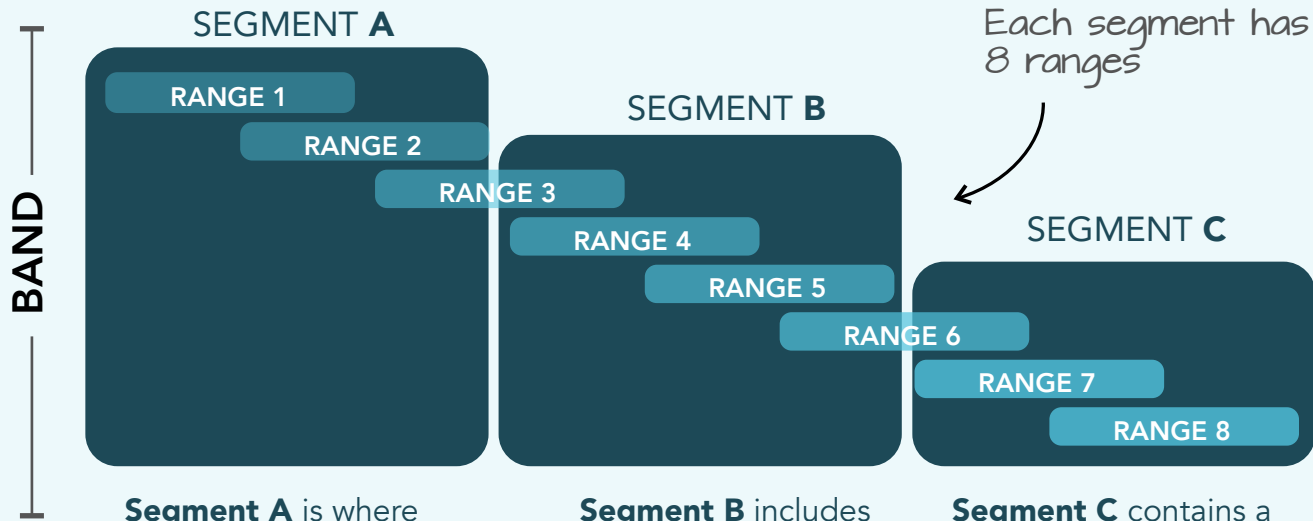 SEGMENT A
Each segment has
8 ranges
RANGE 1
SEGMENT B
RANGE 2
RANGE 3
BAND
RANGE 4
SEGMENT C
RANGE 5
RANGE 6
RANGE 7
RANGE 8
Segment A is where
Segment B includes
Segment C contains a